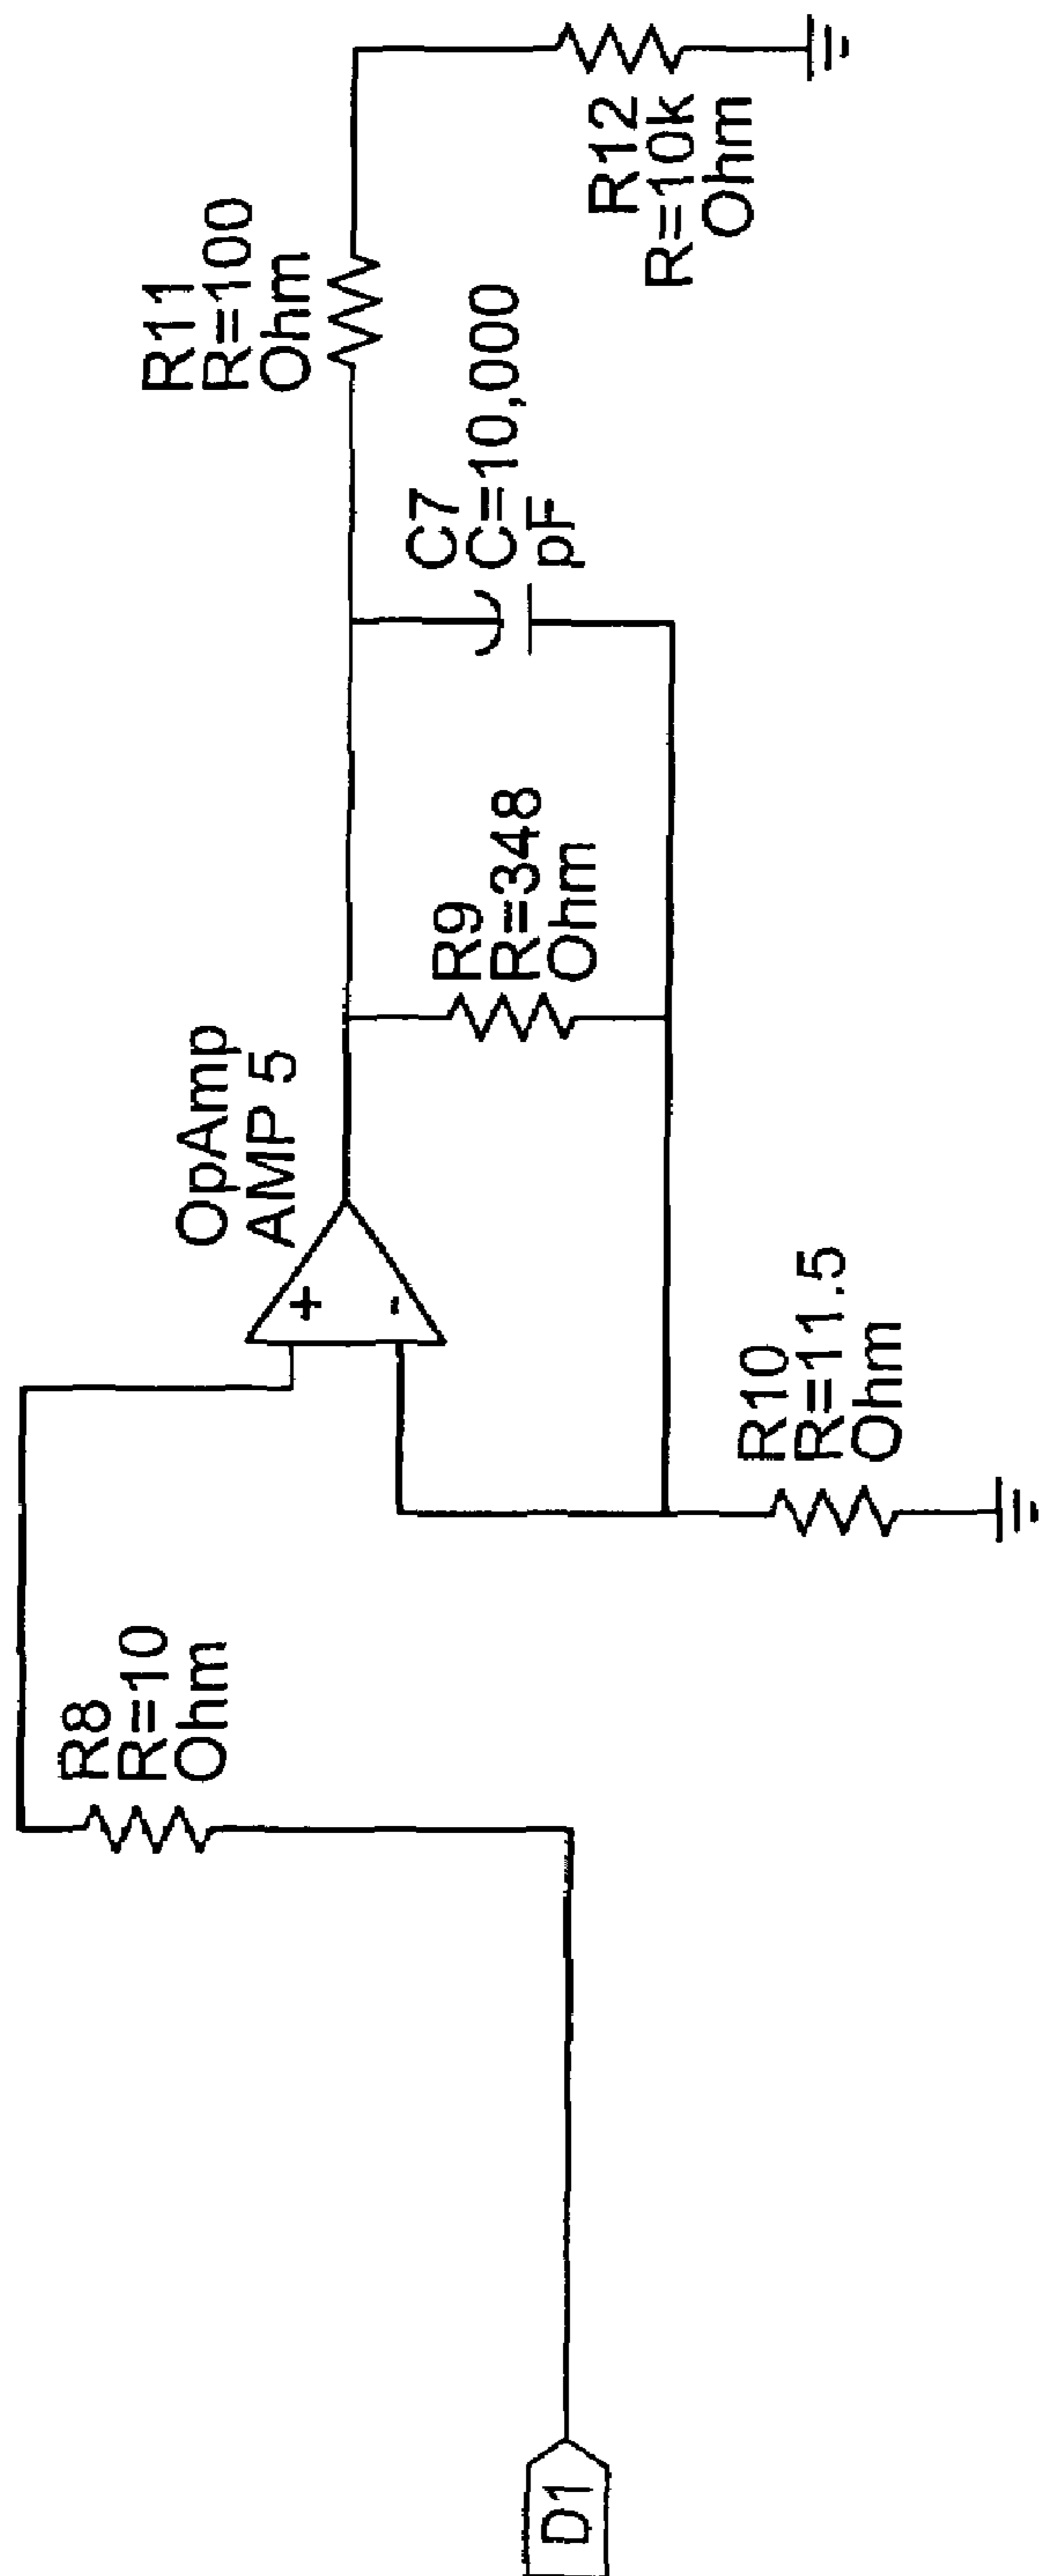 D1
R8
R=10
Ohm
OpAmp
AMP 5
+
-
R10
R=11.5
Ohm
R9
R=348
Ohm
C7
C=10,000
pF
R11
R=100
Ohm
R12
R=10k
Ohm